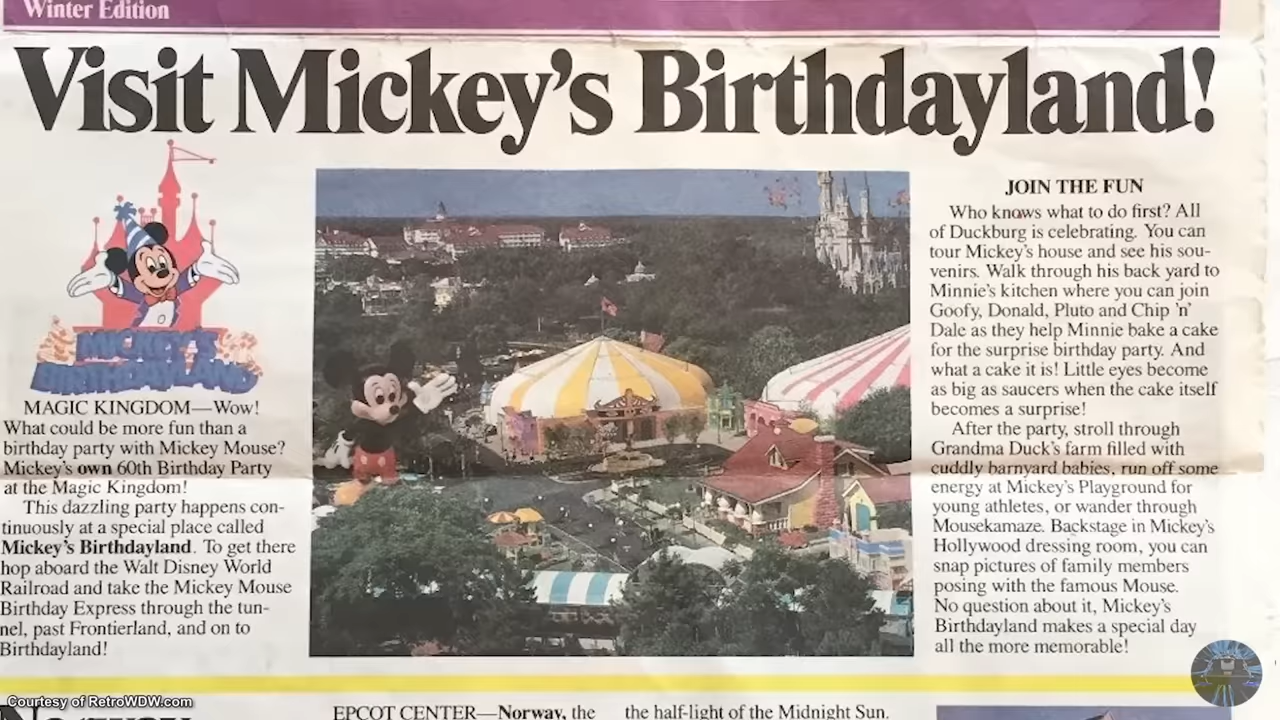 Winter Edition
Visit Mickey's Birthdayland!
MICKEY'S
BIRTHDAYLAND
MAGIC KINGDOM—Wow!
What could be more fun than a
birthday party with Mickey Mouse?
Mickey's own 60th Birthday Party
at the Magic Kingdom!
This dazzling party happens con-
tinuously at a special place called
Mickey's Birthdayland. To get there
hop aboard the Walt Disney World
Railroad and take the Mickey Mouse
Birthday Express through the tun-
nel, past Frontierland, and on to
Birthdayland!
JOIN THE FUN
Who knows what to do first? All
of Duckburg is celebrating. You can
tour Mickey's house and see his sou-
venirs. Walk through his back yard to
Minnie's kitchen where you can join
Goofy, Donald, Pluto and Chip 'n'
Dale as they help Minnie bake a cake
for the surprise birthday party. And
what a cake it is! Little eyes become
as big as saucers when the cake itself
becomes a surprise!
After the party, stroll through
Grandma Duck's farm filled with
cuddly barnyard babies, run off some
energy at Mickey's Playground for
young athletes, or wander through
Mousekamaze. Backstage in Mickey's
Hollywood dressing room, you can
snap pictures of family members
posing with the famous Mouse.
No question about it, Mickey's
Birthdayland makes a special day
all the more memorable!
Courtesy of RetroWDW.com
EPCOT CENTER—Norway, the
the half-light of the Midnight Sun.